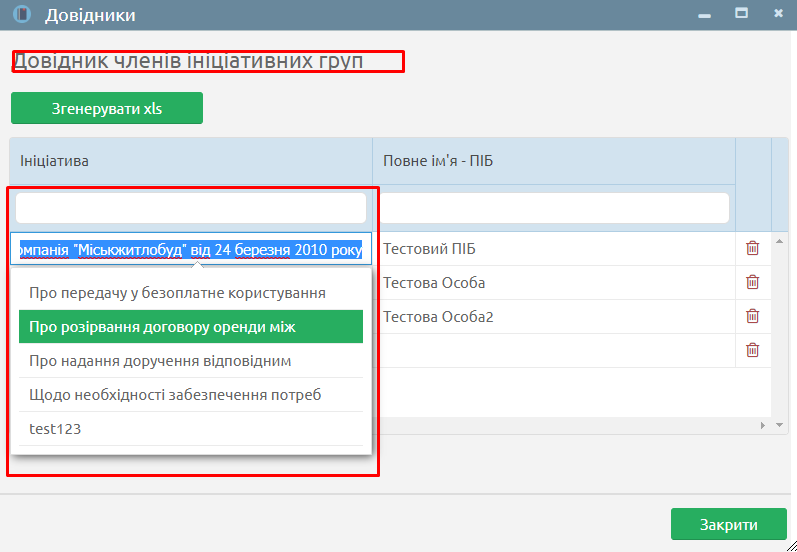 Довідники
Довідник членів ініціативних груп
Згенерувати xls
Ініціатива
Повне ім'я - ПІБ
омпанія "Міськжитлобуд" від 24 березня 2010 року
Тестовий ПІБ
Тестова Особа
Тестова Особа2
Про передачу у безоплатне користування
Про розірвання договору оренди між
Про надання доручення відповідним
Щодо необхідності забезпечення потреб
test123
Закрити